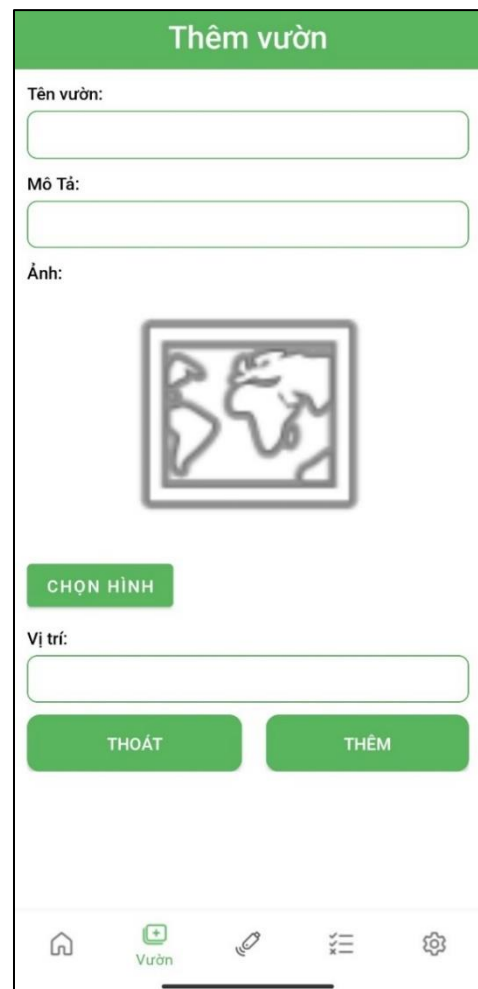 Thêm vườn
Tên vườn:
Mô Tả:
Ảnh:
CHỌN HÌNH
Vị trí:
THOÁT THÊM
Vườn